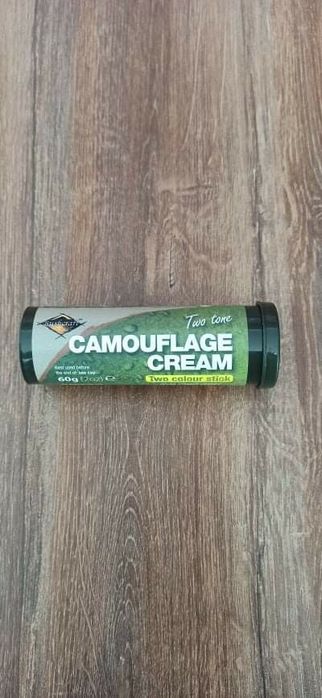 Two tone
CAMOUFLAGE
CREAM
Two colour stick
Best used before
the end of: see cap
60g (2oz) e